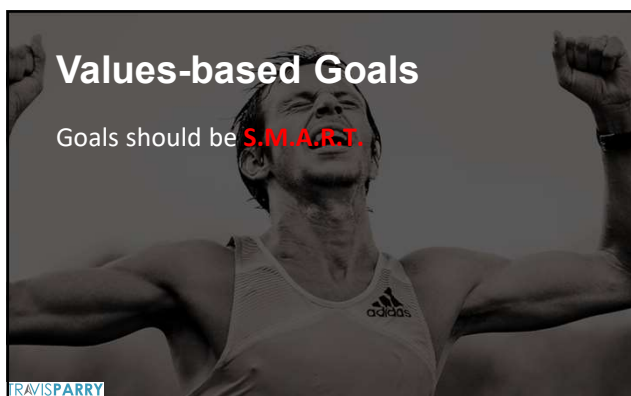 Values-based Goals
Goals should be S.M.A.R.T.
adidas
TRAVISPARRY